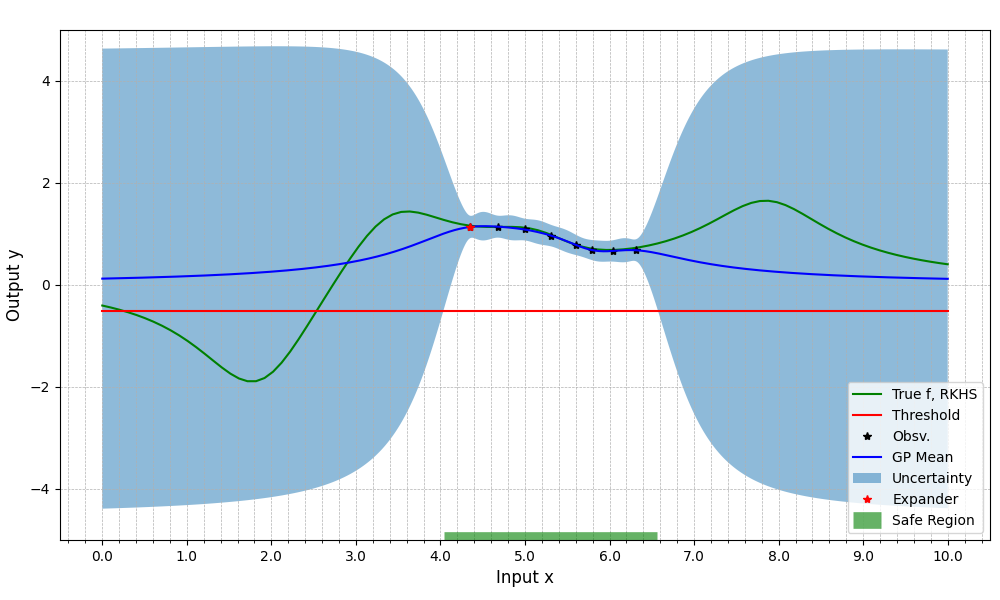 4
2
0
−2
−4
Output y
0.0 1.0 2.0 3.0 4.0 5.0 6.0 7.0 8.0 9.0 10.0
Input x
True f, RKHS
Threshold
Obsv.
GP Mean
Uncertainty
Expander
Safe Region